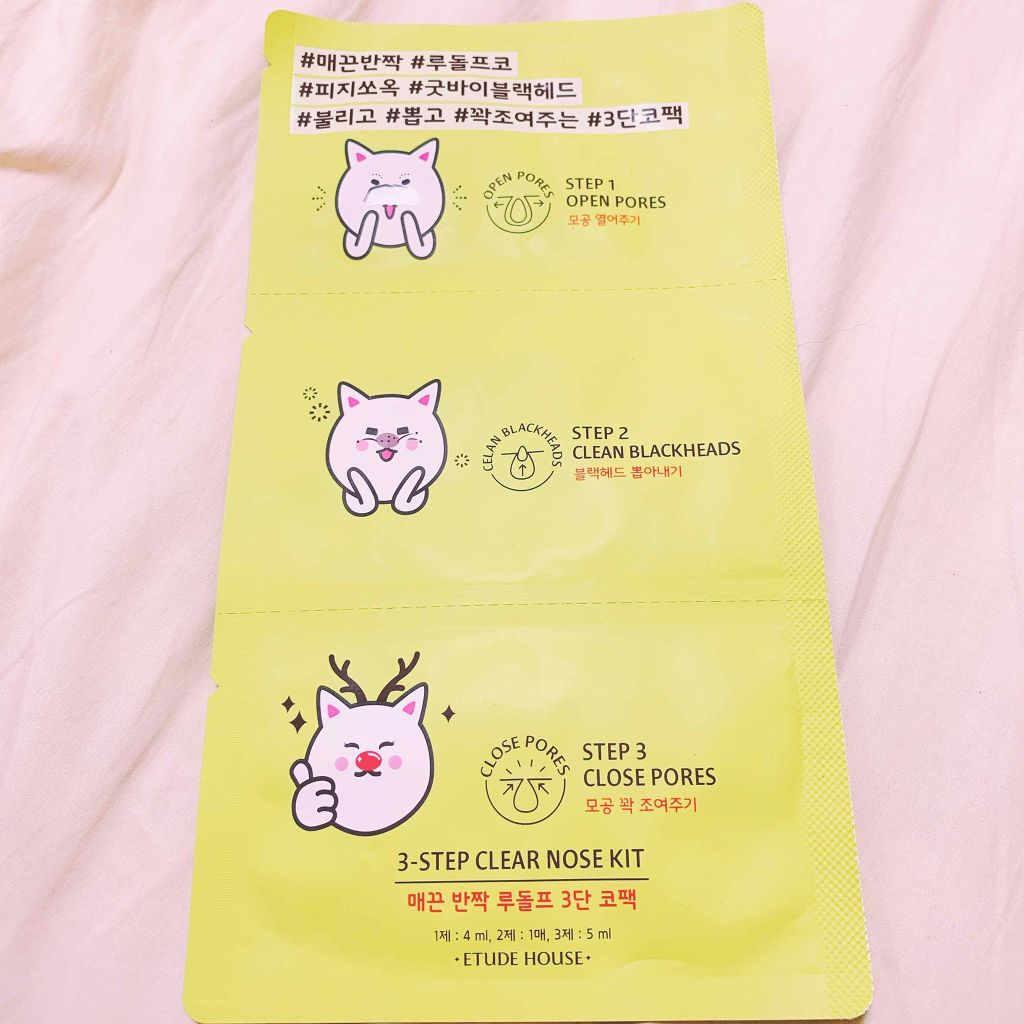 #매끈반짝 #루돌프코
#피지쏘옥 #굿바이블랙헤드
#불리고 #뽑고 #꽉조여주는 #3단코팩
OPEN PORES
STEP 1
OPEN PORES
모공 열어주기
CELAN BLACKHEADS
STEP 2
CLEAN BLACKHEADS
블랙헤드 뽑아내기
CLOSE PORES
STEP 3
CLOSE PORES
모공 꽉 조여주기
3-STEP CLEAR NOSE KIT
매끈 반짝 루돌프 3단 코팩
1제 : 4 ml, 2제 : 1매, 3제 : 5 ml
·ETUDE HOUSE·